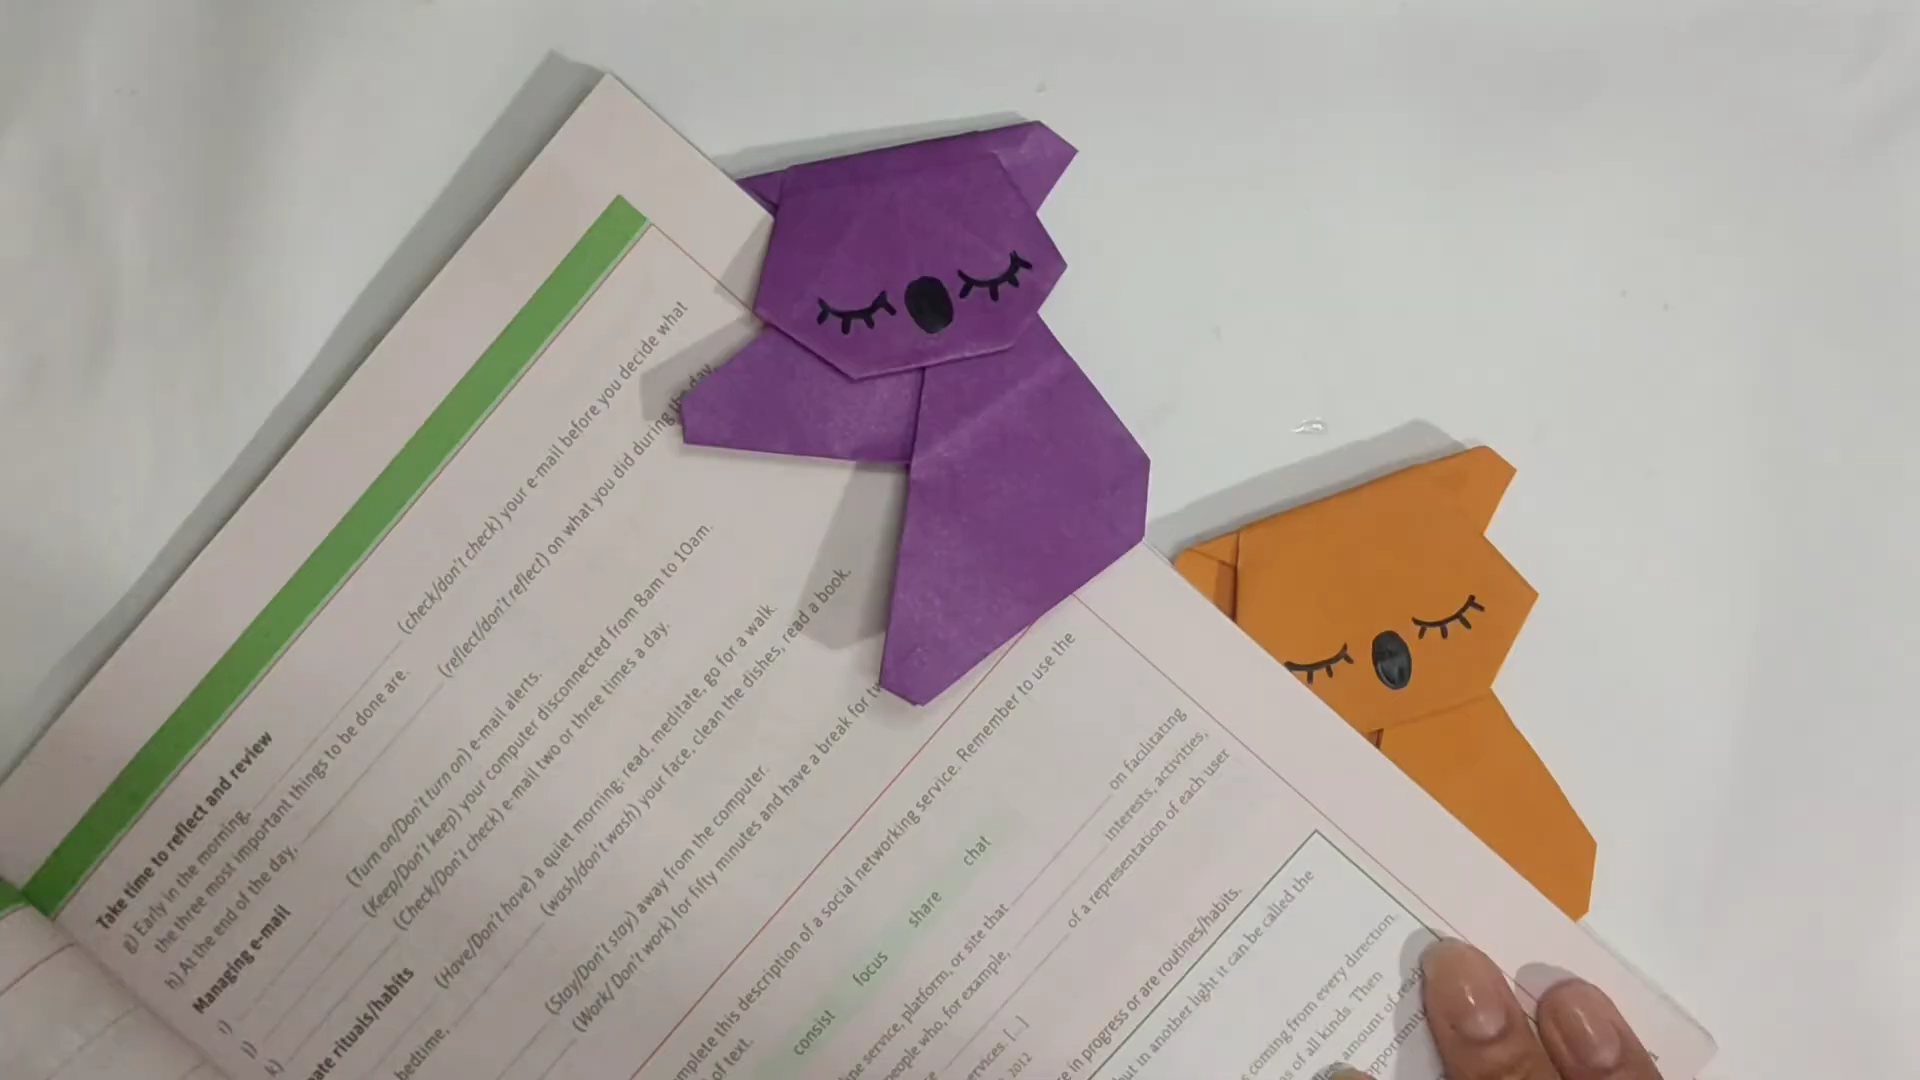 Take time to reflect and review
g) Early in the morning, (check/don't check) your e-mail before you decide what
the three most important things to be done are.
h) At the end of the day, (reflect/don't reflect) on what you did during the day.
Managing e-mail
i) (Turn on/Don't turn on) e-mail alerts.
j) (Keep/Don't keep) your computer disconnected from 8am to 10am.
k) (Check/Don't check) e-mail two or three times a day.
rituals/habits
(Have/Don't have) a quiet morning: read, meditate, go for a walk.
bedtime, (wash/don't wash) your face, clean the dishes, read a book.
(Stay/Don't stay) away from the computer.
(Work/ Don't work) for fifty minutes and have a break for
this description of a social networking service. Remember to use the
of text.
consist focus share chat
service, platform, or site that on facilitating
people who, for example, interests, activities,
of a representation of each user
[...]
2012
in progress or are routines/habits.
but in another light it can be called the
coming from every direction.
of all kinds. Then
amount of